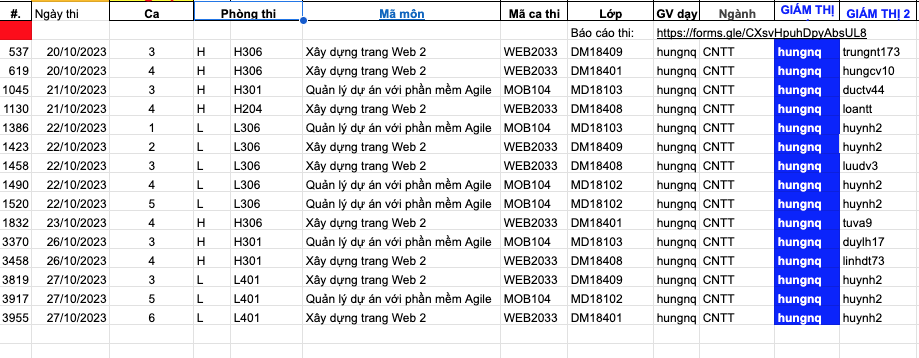 #. Ngày thi Ca Phòng thi Mã môn Mã ca thi Lớp GV dạy Ngành GIÁM THỊ GIÁM THỊ 2
Báo cáo thi: https://forms.gle/CXsvHpuhDpyAbsUL8
537 20/10/2023 3 H H306 Xây dựng trang Web 2 WEB2033 DM18409 hungnq CNTT hungnq trungnt173
619 20/10/2023 4 H H306 Xây dựng trang Web 2 WEB2033 DM18401 hungnq CNTT hungnq hungcv10
1045 21/10/2023 3 H H301 Quản lý dự án với phần mềm Agile MOB104 MD18103 hungnq CNTT hungnq ductv44
1130 21/10/2023 4 H H204 Xây dựng trang Web 2 WEB2033 DM18408 hungnq CNTT hungnq loantt
1386 22/10/2023 1 L L306 Quản lý dự án với phần mềm Agile MOB104 MD18103 hungnq CNTT hungnq huynh2
1423 22/10/2023 2 L L306 Xây dựng trang Web 2 WEB2033 DM18409 hungnq CNTT hungnq huynh2
1458 22/10/2023 3 L L306 Xây dựng trang Web 2 WEB2033 DM18408 hungnq CNTT hungnq luudv3
1490 22/10/2023 4 L L306 Quản lý dự án với phần mềm Agile MOB104 MD18102 hungnq CNTT hungnq huynh2
1520 22/10/2023 5 L L306 Xây dựng trang Web 2 MOB104 MD18102 hungnq CNTT hungnq huynh2
1832 23/10/2023 4 H H306 Xây dựng trang Web 2 WEB2033 DM18401 hungnq CNTT hungnq tuva9
3370 26/10/2023 3 H H301 Quản lý dự án với phần mềm Agile MOB104 MD18103 hungnq CNTT hungnq duylh17
3458 26/10/2023 4 H H301 Xây dựng trang Web 2 WEB2033 DM18408 hungnq CNTT hungnq linhdt73
3819 27/10/2023 3 L L401 Xây dựng trang Web 2 WEB2033 DM18409 hungnq CNTT hungnq huynh2
3917 27/10/2023 5 L L401 Quản lý dự án với phần mềm Agile MOB104 MD18102 hungnq CNTT hungnq huynh2
3955 27/10/2023 6 L L401 Xây dựng trang Web 2 WEB2033 DM18401 hungnq CNTT hungnq huynh2